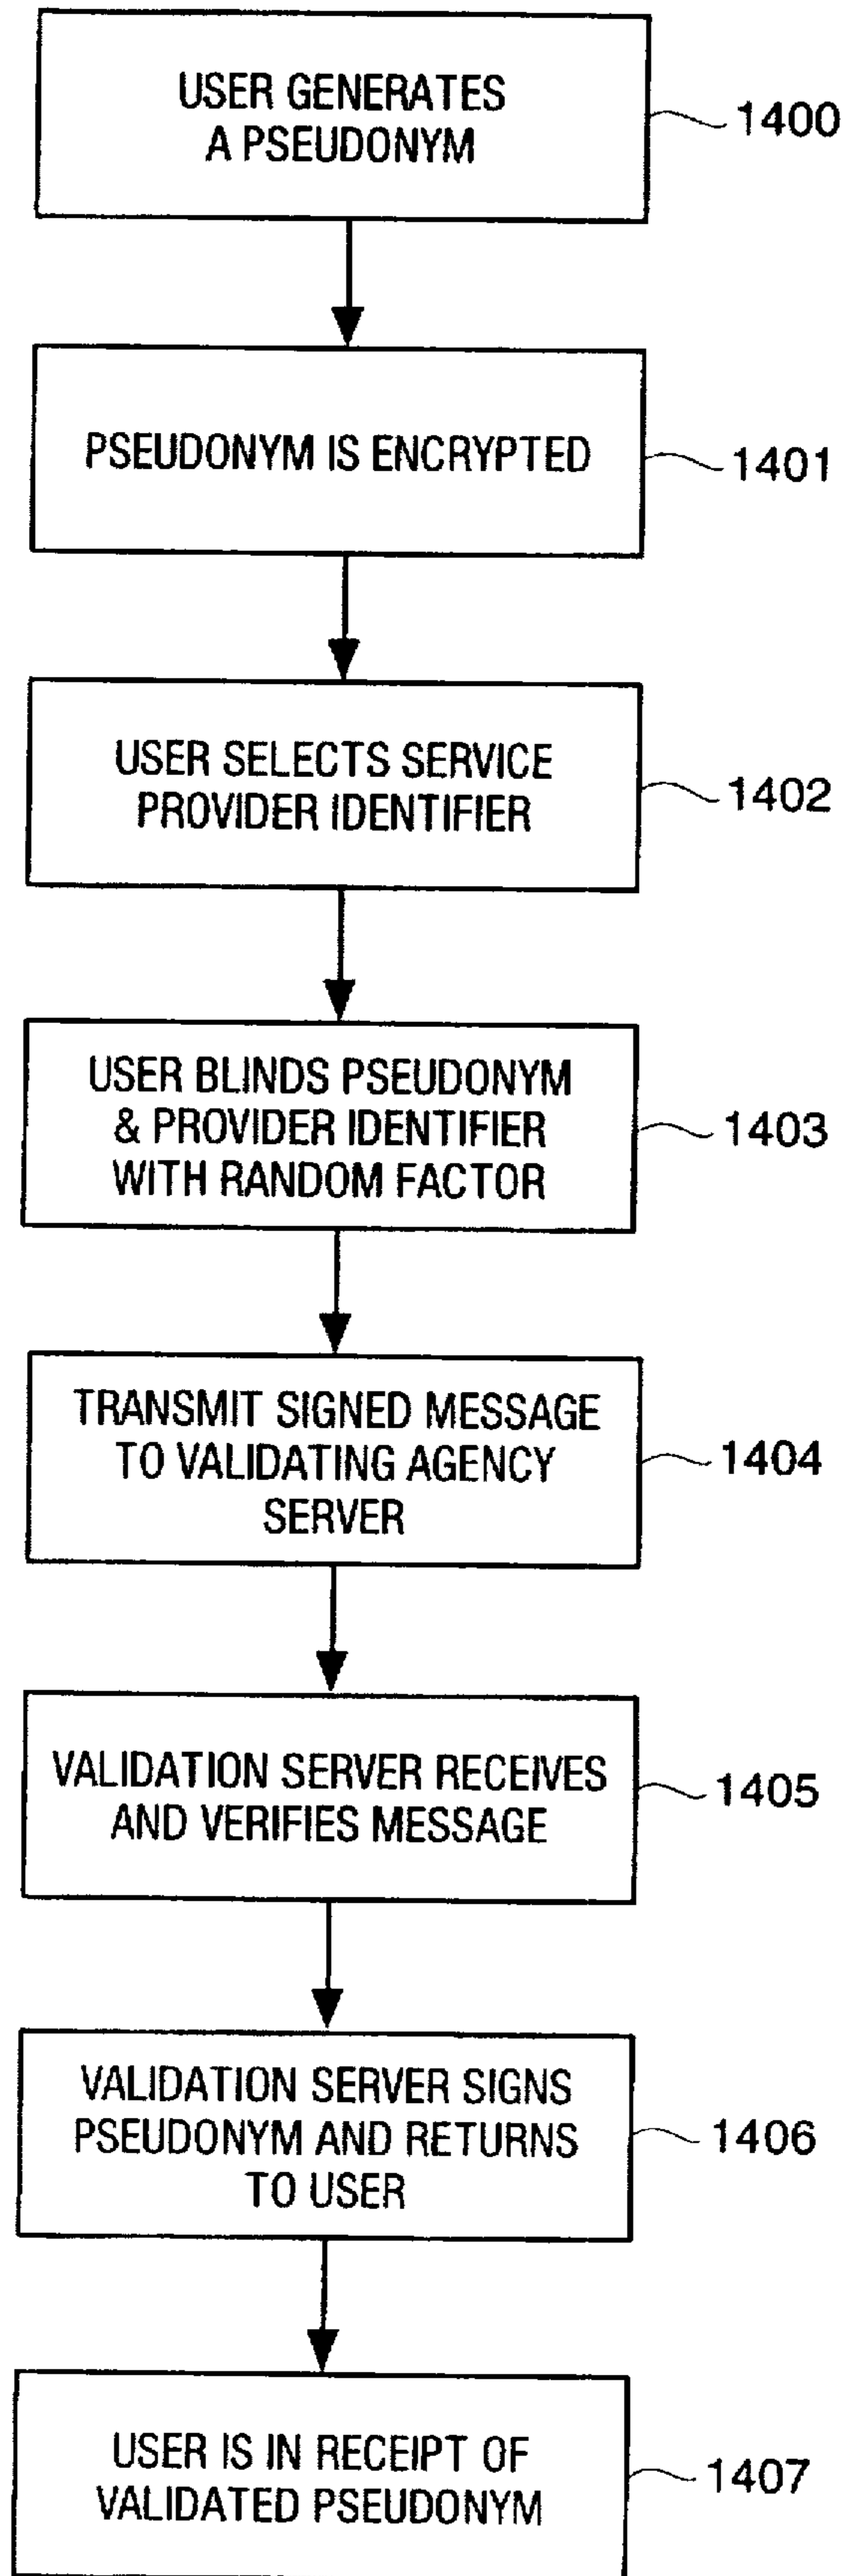 USER GENERATES
A PSEUDONYM
1400
PSEUDONYM IS ENCRYPTED
1401
USER SELECTS SERVICE
PROVIDER IDENTIFIER
1402
USER BLINDS PSEUDONYM
& PROVIDER IDENTIFIER
WITH RANDOM FACTOR
1403
TRANSMIT SIGNED MESSAGE
TO VALIDATING AGENCY
SERVER
1404
VALIDATION SERVER RECEIVES
AND VERIFIES MESSAGE
1405
VALIDATION SERVER SIGNS
PSEUDONYM AND RETURNS
TO USER
1406
USER IS IN RECEIPT OF
VALIDATED PSEUDONYM
1407